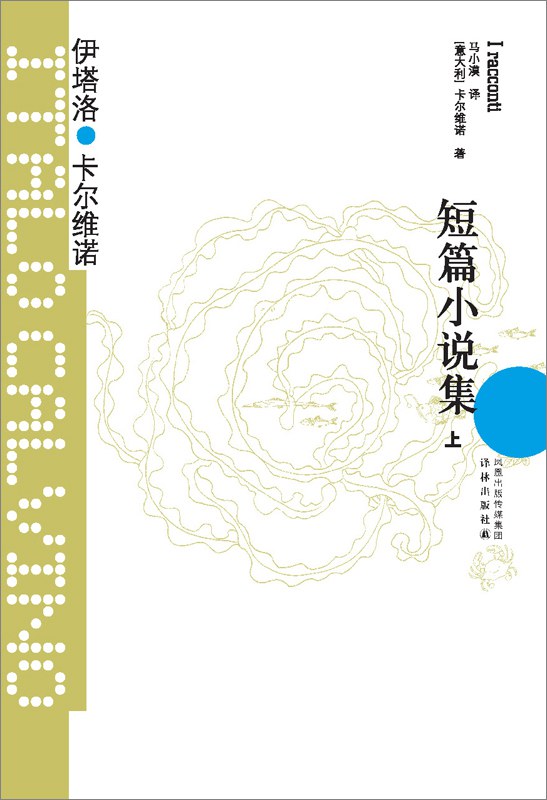 ITALO CALVINO
伊塔洛●卡尔维诺
I racconti
马小漠 译
[意大利] 卡尔维诺 著
短篇小说集 上
凤凰出版传媒集团
译林出版社